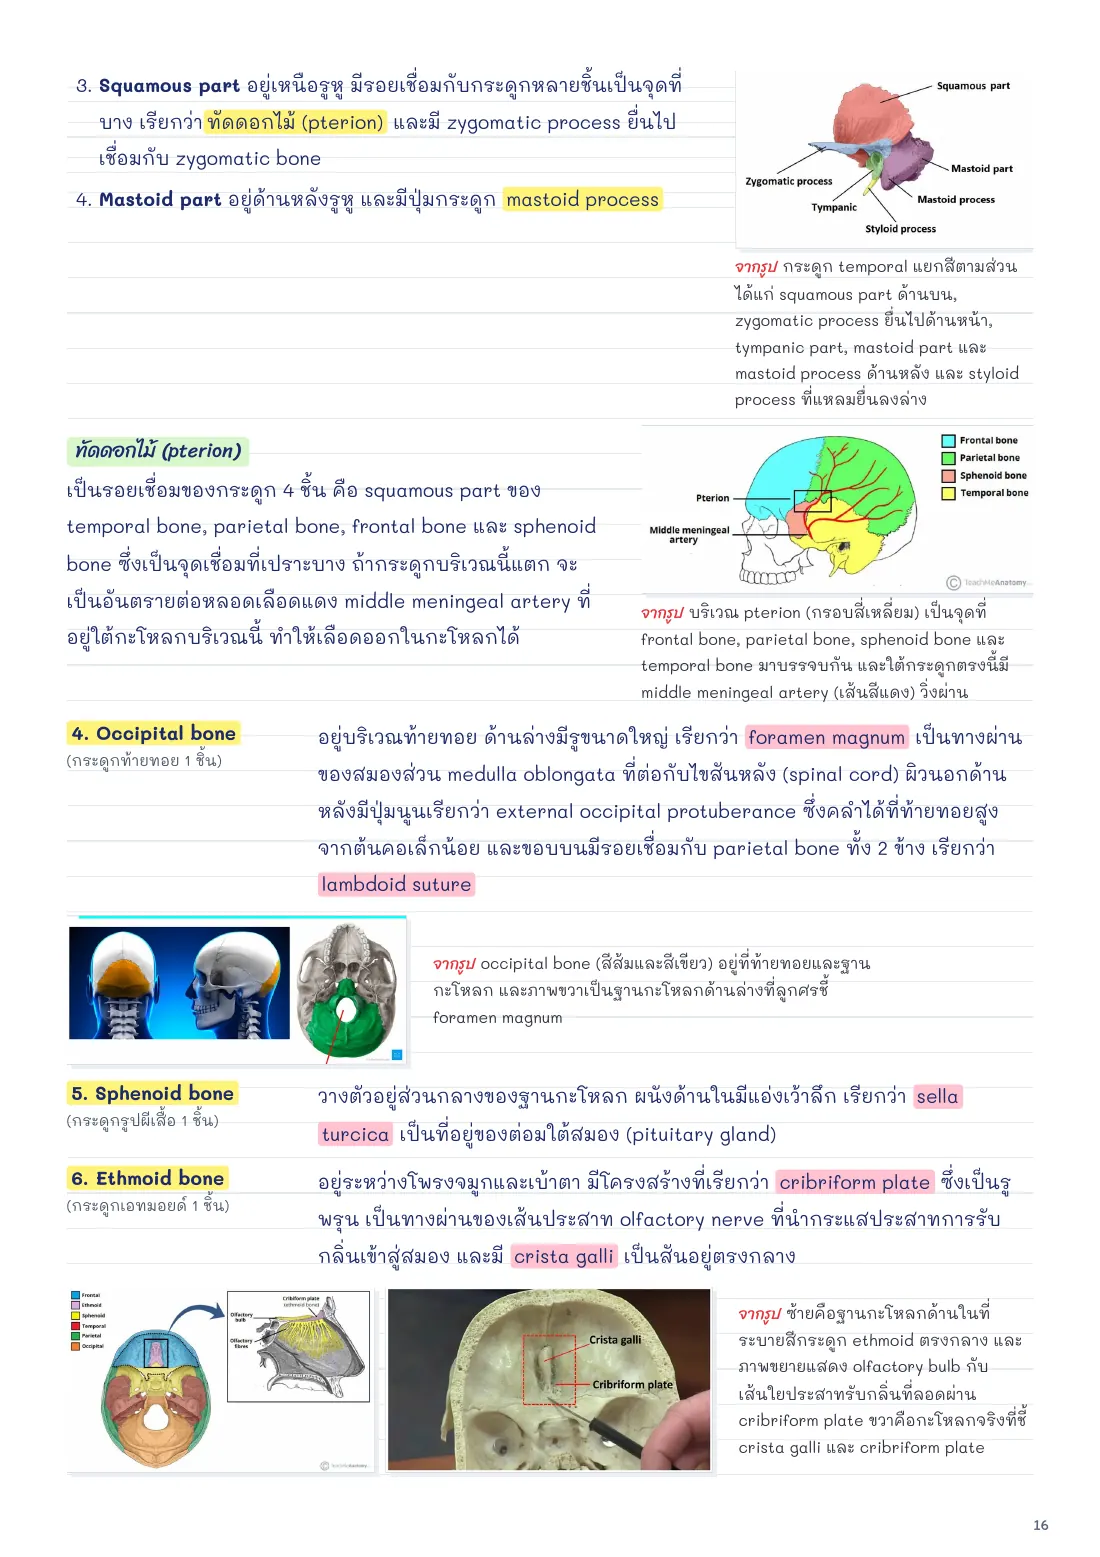 3. Squamous part อยู่เหนือรูหู มีรอยเชื่อมกับกระดูกหลายชิ้นเป็นจุดที่
บาง เรียกว่า ทัดดอกไม้ (pterion) และมี zygomatic process ยื่นไป
เชื่อมกับ zygomatic bone
4. Mastoid part อยู่ด้านหลังรูหู และมีปุ่มกระดูก mastoid process
Squamous part
Zygomatic process
Mastoid part
Mastoid process
Tympanic
Styloid process
จากรูป กระดูก temporal แยกสีตามส่วน
ได้แก่ squamous part ด้านบน,
zygomatic process ยื่นไปด้านหน้า,
tympanic part, mastoid part และ
mastoid process ด้านหลัง และ styloid
process ที่แหลมยื่นลงล่าง
ทัดดอกไม้ (pterion)
เป็นรอยเชื่อมของกระดูก 4 ชิ้น คือ squamous part ของ
temporal bone, parietal bone, frontal bone และ sphenoid
bone ซึ่งเป็นจุดเชื่อมที่เปราะบาง ถ้ากระดูกบริเวณนี้แตก จะ
เป็นอันตรายต่อหลอดเลือดแดง middle meningeal artery ที่
อยู่ใต้กะโหลกบริเวณนี้ ทำให้เลือดออกในกะโหลกได้
Frontal bone
Parietal bone
Sphenoid bone
Temporal bone
Pterion
Middle meningeal
artery
© TeachMeAnatomy
จากรูป บริเวณ pterion (กรอบสี่เหลี่ยม) เป็นจุดที่
frontal bone, parietal bone, sphenoid bone และ
temporal bone มาบรรจบกัน และใต้กระดูกตรงนี้มี
middle meningeal artery (เส้นสีแดง) วิ่งผ่าน
4. Occipital bone
(กระดูกท้ายทอย 1 ชิ้น)
อยู่บริเวณท้ายทอย ด้านล่างมีรูขนาดใหญ่ เรียกว่า foramen magnum เป็นทางผ่าน
ของสมองส่วน medulla oblongata ที่ต่อกับไขสันหลัง (spinal cord) ผิวนอกด้าน
หลังมีปุ่มนูนเรียกว่า external occipital protuberance ซึ่งคลำได้ที่ท้ายทอยสูง
จากต้นคอเล็กน้อย และขอบบนมีรอยเชื่อมกับ parietal bone ทั้ง 2 ข้าง เรียกว่า
lambdoid suture
จากรูป occipital bone (สีส้มและสีเขียว) อยู่ที่ท้ายทอยและฐาน
กะโหลก และภาพขวาเป็นฐานกะโหลกด้านล่างที่ลูกศรชี้
foramen magnum
5. Sphenoid bone
(กระดูกรูปผีเสื้อ 1 ชิ้น)
วางตัวอยู่ส่วนกลางของฐานกะโหลก ผนังด้านในมีแอ่งเว้าลึก เรียกว่า sella
turcica เป็นที่อยู่ของต่อมใต้สมอง (pituitary gland)
6. Ethmoid bone
(กระดูกเอทมอยด์ 1 ชิ้น)
อยู่ระหว่างโพรงจมูกและเบ้าตา มีโครงสร้างที่เรียกว่า cribriform plate ซึ่งเป็นรู
พรุน เป็นทางผ่านของเส้นประสาท olfactory nerve ที่นำกระแสประสาทการรับ
กลิ่นเข้าสู่สมอง และมี crista galli เป็นสันอยู่ตรงกลาง
Frontal
Ethmoid
Sphenoid
Temporal
Parietal
Occipital
Cribiform plate
(ethmoid bone)
Olfactory
bulb
Olfactory
fibres
© TeachMeAnatomy
Crista galli
Cribriform plate
จากรูป ซ้ายคือฐานกะโหลกด้านในที่
ระบายสีกระดูก ethmoid ตรงกลาง และ
ภาพขยายแสดง olfactory bulb กับ
เส้นใยประสาทรับกลิ่นที่ลอดผ่าน
cribriform plate ขวาคือกะโหลกจริงที่ชี้
crista galli และ cribriform plate
16